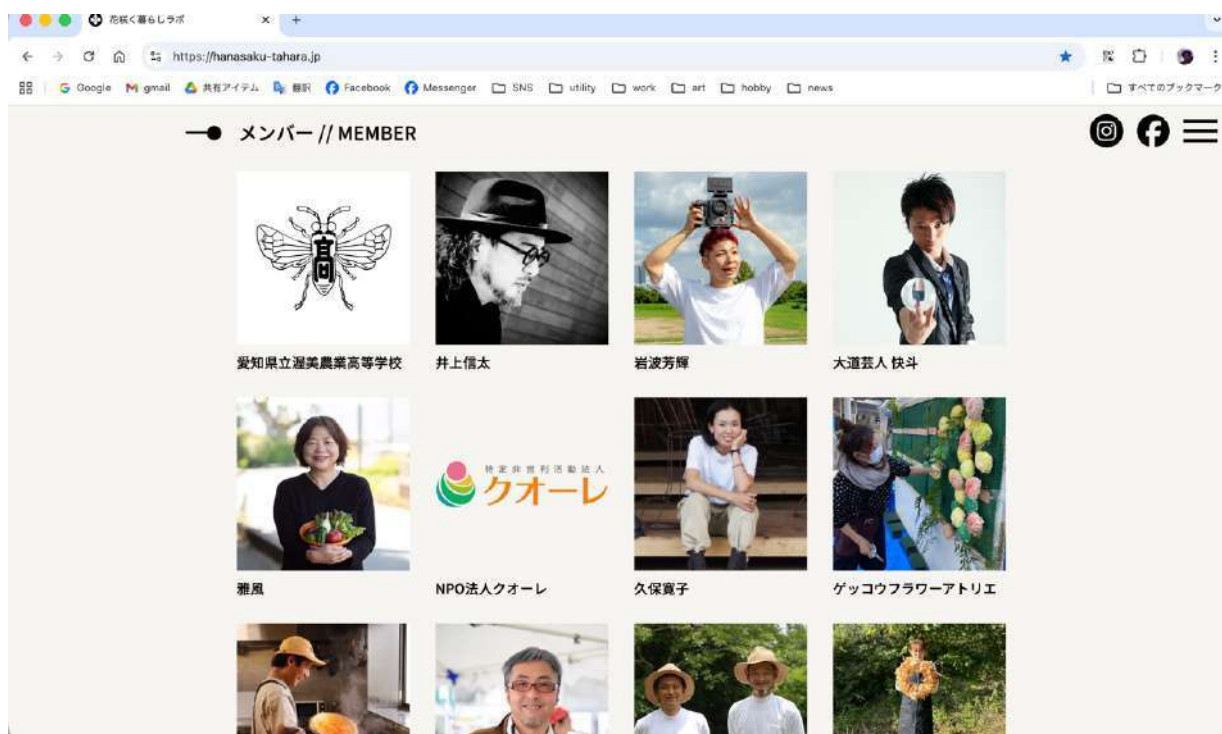 花咲く暮らしラボ
https://hanasaku-tahara.jp
Google
gmail
共有アイテム
翻訳
Facebook
Messenger
SNS
utility
work
art
hobby
news
すべてのブックマーク
メンバー // MEMBER
高
愛知県立渥美農業高等学校
井上信太
岩波芳輝
大道芸人 快斗
特定非営利活動法人
クオーレ
雅風
NPO法人クオーレ
久保寛子
ゲッコウフラワーアトリエ